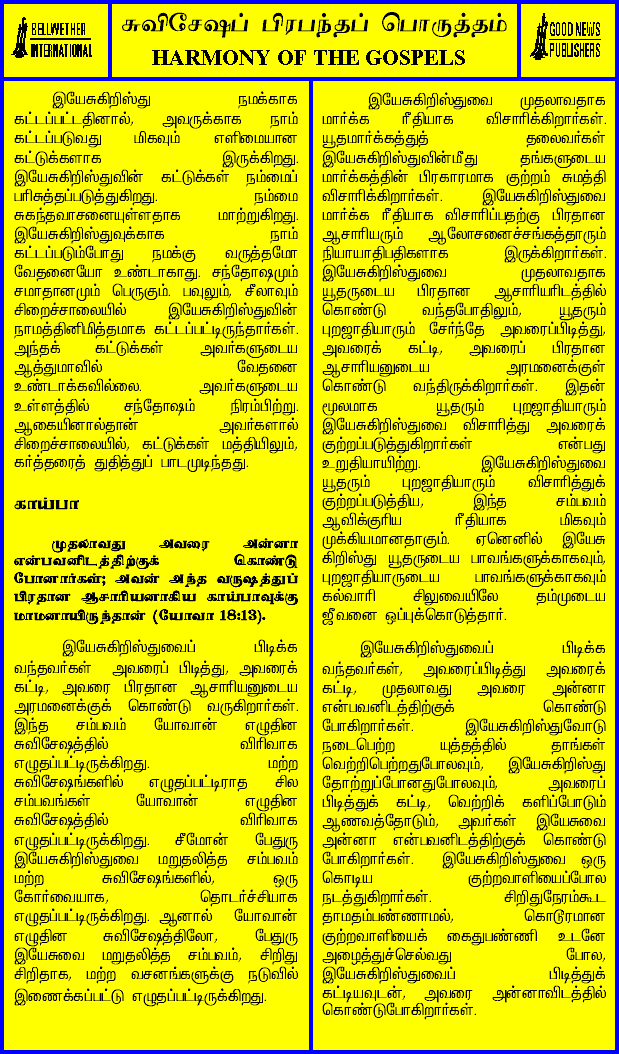 BELLWETHER
INTERNATIONAL
சுவிசேஷப் பிரபந்தப் பொருத்தம்
HARMONY OF THE GOSPELS
GOOD NEWS
PUBLISHERS
இயேசுகிறிஸ்து நமக்காக
கட்டப்பட்டதினால், அவருக்காக நாம்
கட்டப்படுவது மிகவும் எளிமையான
கட்டுக்களாக இருக்கிறது.
இயேசுகிறிஸ்துவின் கட்டுக்கள் நம்மைப்
பரிசுத்தப்படுத்துகிறது. நம்மை
சுகந்தவாசனையுள்ளதாக மாற்றுகிறது.
இயேசுகிறிஸ்துவுக்காக நாம்
கட்டப்படும்போது நமக்கு வருத்தமோ
வேதனையோ உண்டாகாது. சந்தோஷமும்
சமாதானமும் பெருகும். பவுலும், சீலாவும்
சிறைச்சாலையில் இயேசுகிறிஸ்துவின்
நாமத்தினிமித்தமாக கட்டப்பட்டிருந்தார்கள்.
அந்தக் கட்டுக்கள் அவர்களுடைய
ஆத்துமாவில் வேதனை
உண்டாக்கவில்லை. அவர்களுடைய
உள்ளத்தில் சந்தோஷம் நிரம்பிற்று.
ஆகையினால்தான் அவர்களால்
சிறைச்சாலையில், கட்டுக்கள் மத்தியிலும்,
கர்த்தரைத் துதித்துப் பாடமுடிந்தது.
காய்பா
முதலாவது அவரை அன்னா
என்பவனிடத்திற்குக் கொண்டு
போனார்கள்; அவன் அந்த வருஷத்துப்
பிரதான ஆசாரியனாகிய காய்பாவுக்கு
மாமனாயிருந்தான் (யோவா 18:13).
இயேசுகிறிஸ்துவைப் பிடிக்க
வந்தவர்கள் அவரைப் பிடித்து, அவரைக்
கட்டி, அவரை பிரதான ஆசாரியனுடைய
அரமனைக்குக் கொண்டு வருகிறார்கள்.
இந்த சம்பவம் யோவான் எழுதின
சுவிசேஷத்தில் விரிவாக
எழுதப்பட்டிருக்கிறது. மற்ற
சுவிசேஷங்களில் எழுதப்பட்டிராத சில
சம்பவங்கள் யோவான் எழுதின
சுவிசேஷத்தில் விரிவாக
எழுதப்பட்டிருக்கிறது. சீமோன் பேதுரு
இயேசுகிறிஸ்துவை மறுதலித்த சம்பவம்
மற்ற சுவிசேஷங்களில், ஒரு
கோர்வையாக, தொடர்ச்சியாக
எழுதப்பட்டிருக்கிறது. ஆனால் யோவான்
எழுதின சுவிசேஷத்திலோ, பேதுரு
இயேசுவை மறுதலித்த சம்பவம், சிறிது
சிறிதாக, மற்ற வசனங்களுக்கு நடுவில்
இணைக்கப்பட்டு எழுதப்பட்டிருக்கிறது.
இயேசுகிறிஸ்துவை முதலாவதாக
மார்க்க ரீதியாக விசாரிக்கிறார்கள்.
யூதமார்க்கத்துத் தலைவர்கள்
இயேசுகிறிஸ்துவின்மீது தங்களுடைய
மார்க்கத்தின் பிரகாரமாக குற்றம் சுமத்தி
விசாரிக்கிறார்கள். இயேசுகிறிஸ்துவை
மார்க்க ரீதியாக விசாரிப்பதற்கு பிரதான
ஆசாரியரும் ஆலோசனைச்சங்கத்தாரும்
நியாயாதிபதிகளாக இருக்கிறார்கள்.
இயேசுகிறிஸ்துவை முதலாவதாக
யூதருடைய பிரதான ஆசாரியரிடத்தில்
கொண்டு வந்தபோதிலும், யூதரும்
புறஜாதியாரும் சேர்ந்தே அவரைப்பிடித்து,
அவரைக் கட்டி, அவரைப் பிரதான
ஆசாரியனுடைய அரமனைக்குள்
கொண்டு வந்திருக்கிறார்கள். இதன்
மூலமாக யூதரும் புறஜாதியாரும்
இயேசுகிறிஸ்துவை விசாரித்து அவரைக்
குற்றப்படுத்துகிறார்கள் என்பது
உறுதியாயிற்று. இயேசுகிறிஸ்துவை
யூதரும் புறஜாதியாரும் விசாரித்துக்
குற்றப்படுத்திய, இந்த சம்பவம்
ஆவிக்குரிய ரீதியாக மிகவும்
முக்கியமானதாகும். ஏனெனில் இயேசு
கிறிஸ்து யூதருடைய பாவங்களுக்காகவும்,
புறஜாதியாருடைய பாவங்களுக்காகவும்
கல்வாரி சிலுவையிலே தம்முடைய
ஜீவனை ஒப்புக்கொடுத்தார்.
இயேசுகிறிஸ்துவைப் பிடிக்க
வந்தவர்கள், அவரைப்பிடித்து அவரைக்
கட்டி, முதலாவது அவரை அன்னா
என்பவனிடத்திற்குக் கொண்டு
போகிறார்கள். இயேசுகிறிஸ்துவோடு
நடைபெற்ற யுத்தத்தில் தாங்கள்
வெற்றிபெற்றதுபோலவும், இயேசுகிறிஸ்து
தோற்றுப்போனதுபோலவும், அவரைப்
பிடித்துக் கட்டி, வெற்றிக் களிப்போடும்
ஆணவத்தோடும், அவர்கள் இயேசுவை
அன்னா என்பவனிடத்திற்குக் கொண்டு
போகிறார்கள். இயேசுகிறிஸ்துவை ஒரு
கொடிய குற்றவாளியைப்போல
நடத்துகிறார்கள். சிறிதுநேரம்கூட
தாமதம்பண்ணாமல், கொடூரமான
குற்றவாளியைக் கைதுபண்ணி உடனே
அழைத்துச்செல்வது போல,
இயேசுகிறிஸ்துவைப் பிடித்துக்
கட்டியவுடன், அவரை அன்னாவிடத்தில்
கொண்டுபோகிறார்கள்.